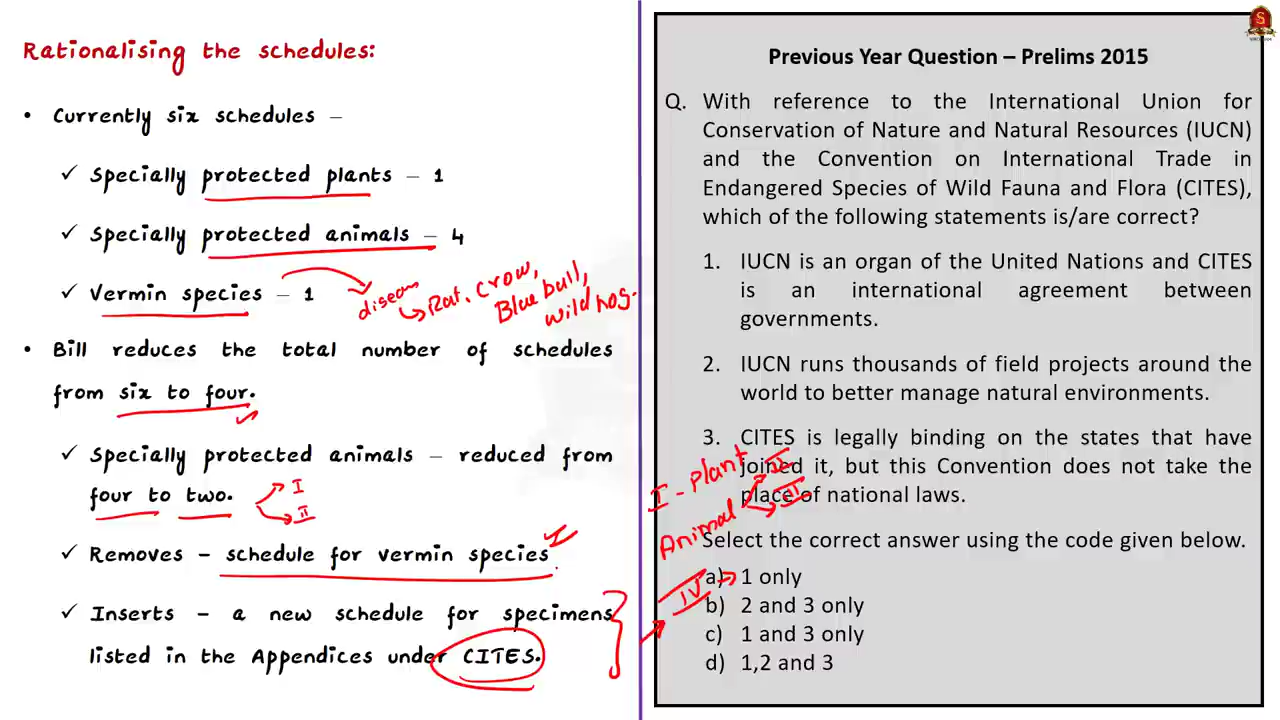 Rationalising the schedules:
• Currently six schedules –
✓ Specially protected plants – 1
✓ Specially protected animals – 4
✓ Vermin species – 1
Rat, crow,
Blue bull,
wild hog.
• Bill reduces the total number of schedules
from six to four.
✓ Specially protected animals – reduced from
four to two.
I
II
✓ Removes – schedule for vermin species
✓ Inserts – a new schedule for specimens
listed in the Appendices under CITES.
Previous Year Question – Prelims 2015
Q. With reference to the International Union for
Conservation of Nature and Natural Resources (IUCN)
and the Convention on International Trade in
Endangered Species of Wild Fauna and Flora (CITES),
which of the following statements is/are correct?
1. IUCN is an organ of the United Nations and CITES
is an international agreement between
governments.
2. IUCN runs thousands of field projects around the
world to better manage natural environments.
3. CITES is legally binding on the states that have
joined it, but this Convention does not take the
place of national laws.
I - Plant
Animal
IV
Select the correct answer using the code given below.
a) 1 only
b) 2 and 3 only
c) 1 and 3 only
d) 1,2 and 3